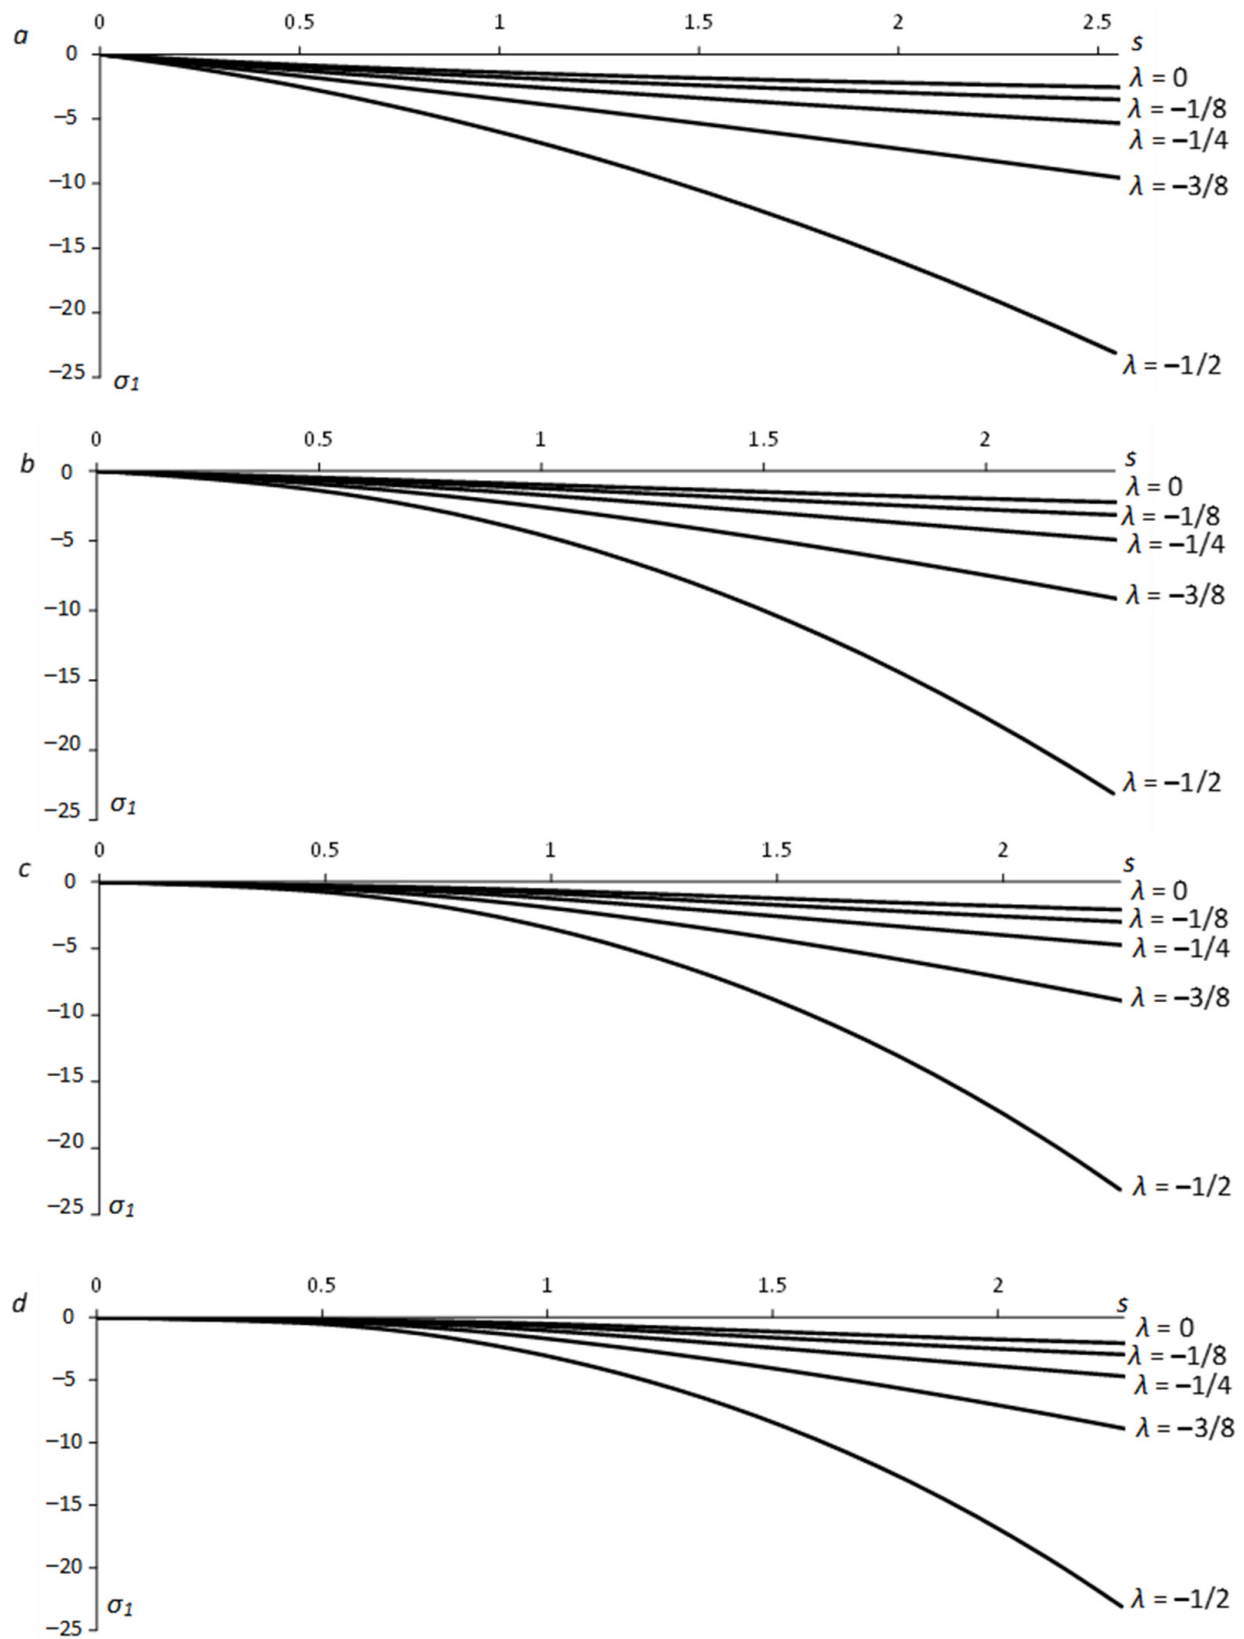 0 0.5 1 1.5 2 2.5
a
s
0
λ = 0
λ = −1/8
−5
λ = −1/4
−10
λ = −3/8
−15
−20
λ = −1/2
−25
σ1
0 0.5 1 1.5 2
b
s
0
λ = 0
λ = −1/8
−5
λ = −1/4
λ = −3/8
−10
−15
−20
λ = −1/2
−25
σ1
0 0.5 1 1.5 2
c
s
0
λ = 0
λ = −1/8
−5
λ = −1/4
λ = −3/8
−10
−15
−20
λ = −1/2
−25
σ1
0 0.5 1 1.5 2
d
s
0
λ = 0
λ = −1/8
−5
λ = −1/4
λ = −3/8
−10
−15
−20
λ = −1/2
σ1
−25